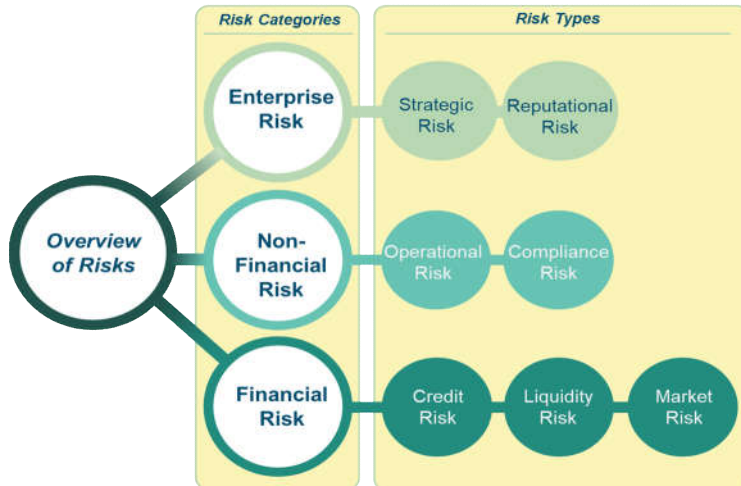 Risk Categories
Risk Types
Enterprise
Risk
Strategic
Risk
Reputational
Risk
Overview
of Risks
Non-
Financial
Risk
Operational
Risk
Compliance
Risk
Financial
Risk
Credit
Risk
Liquidity
Risk
Market
Risk